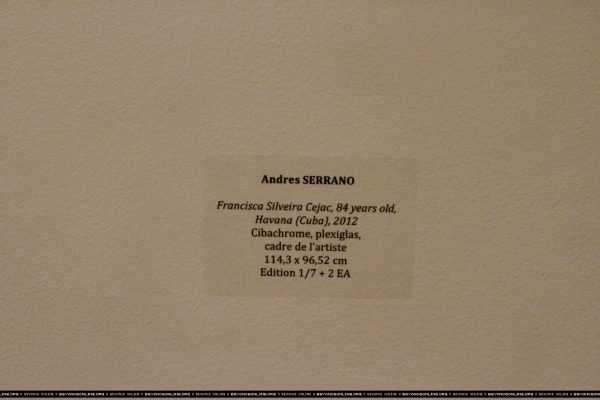 Andres SERRANO
Francisca Silveira Cejac, 84 years old,
Havana (Cuba), 2012
Cibachrome, plexiglas,
cadre de l'artiste
114,3 x 96,52 cm
Edition 1/7 + 2 EA